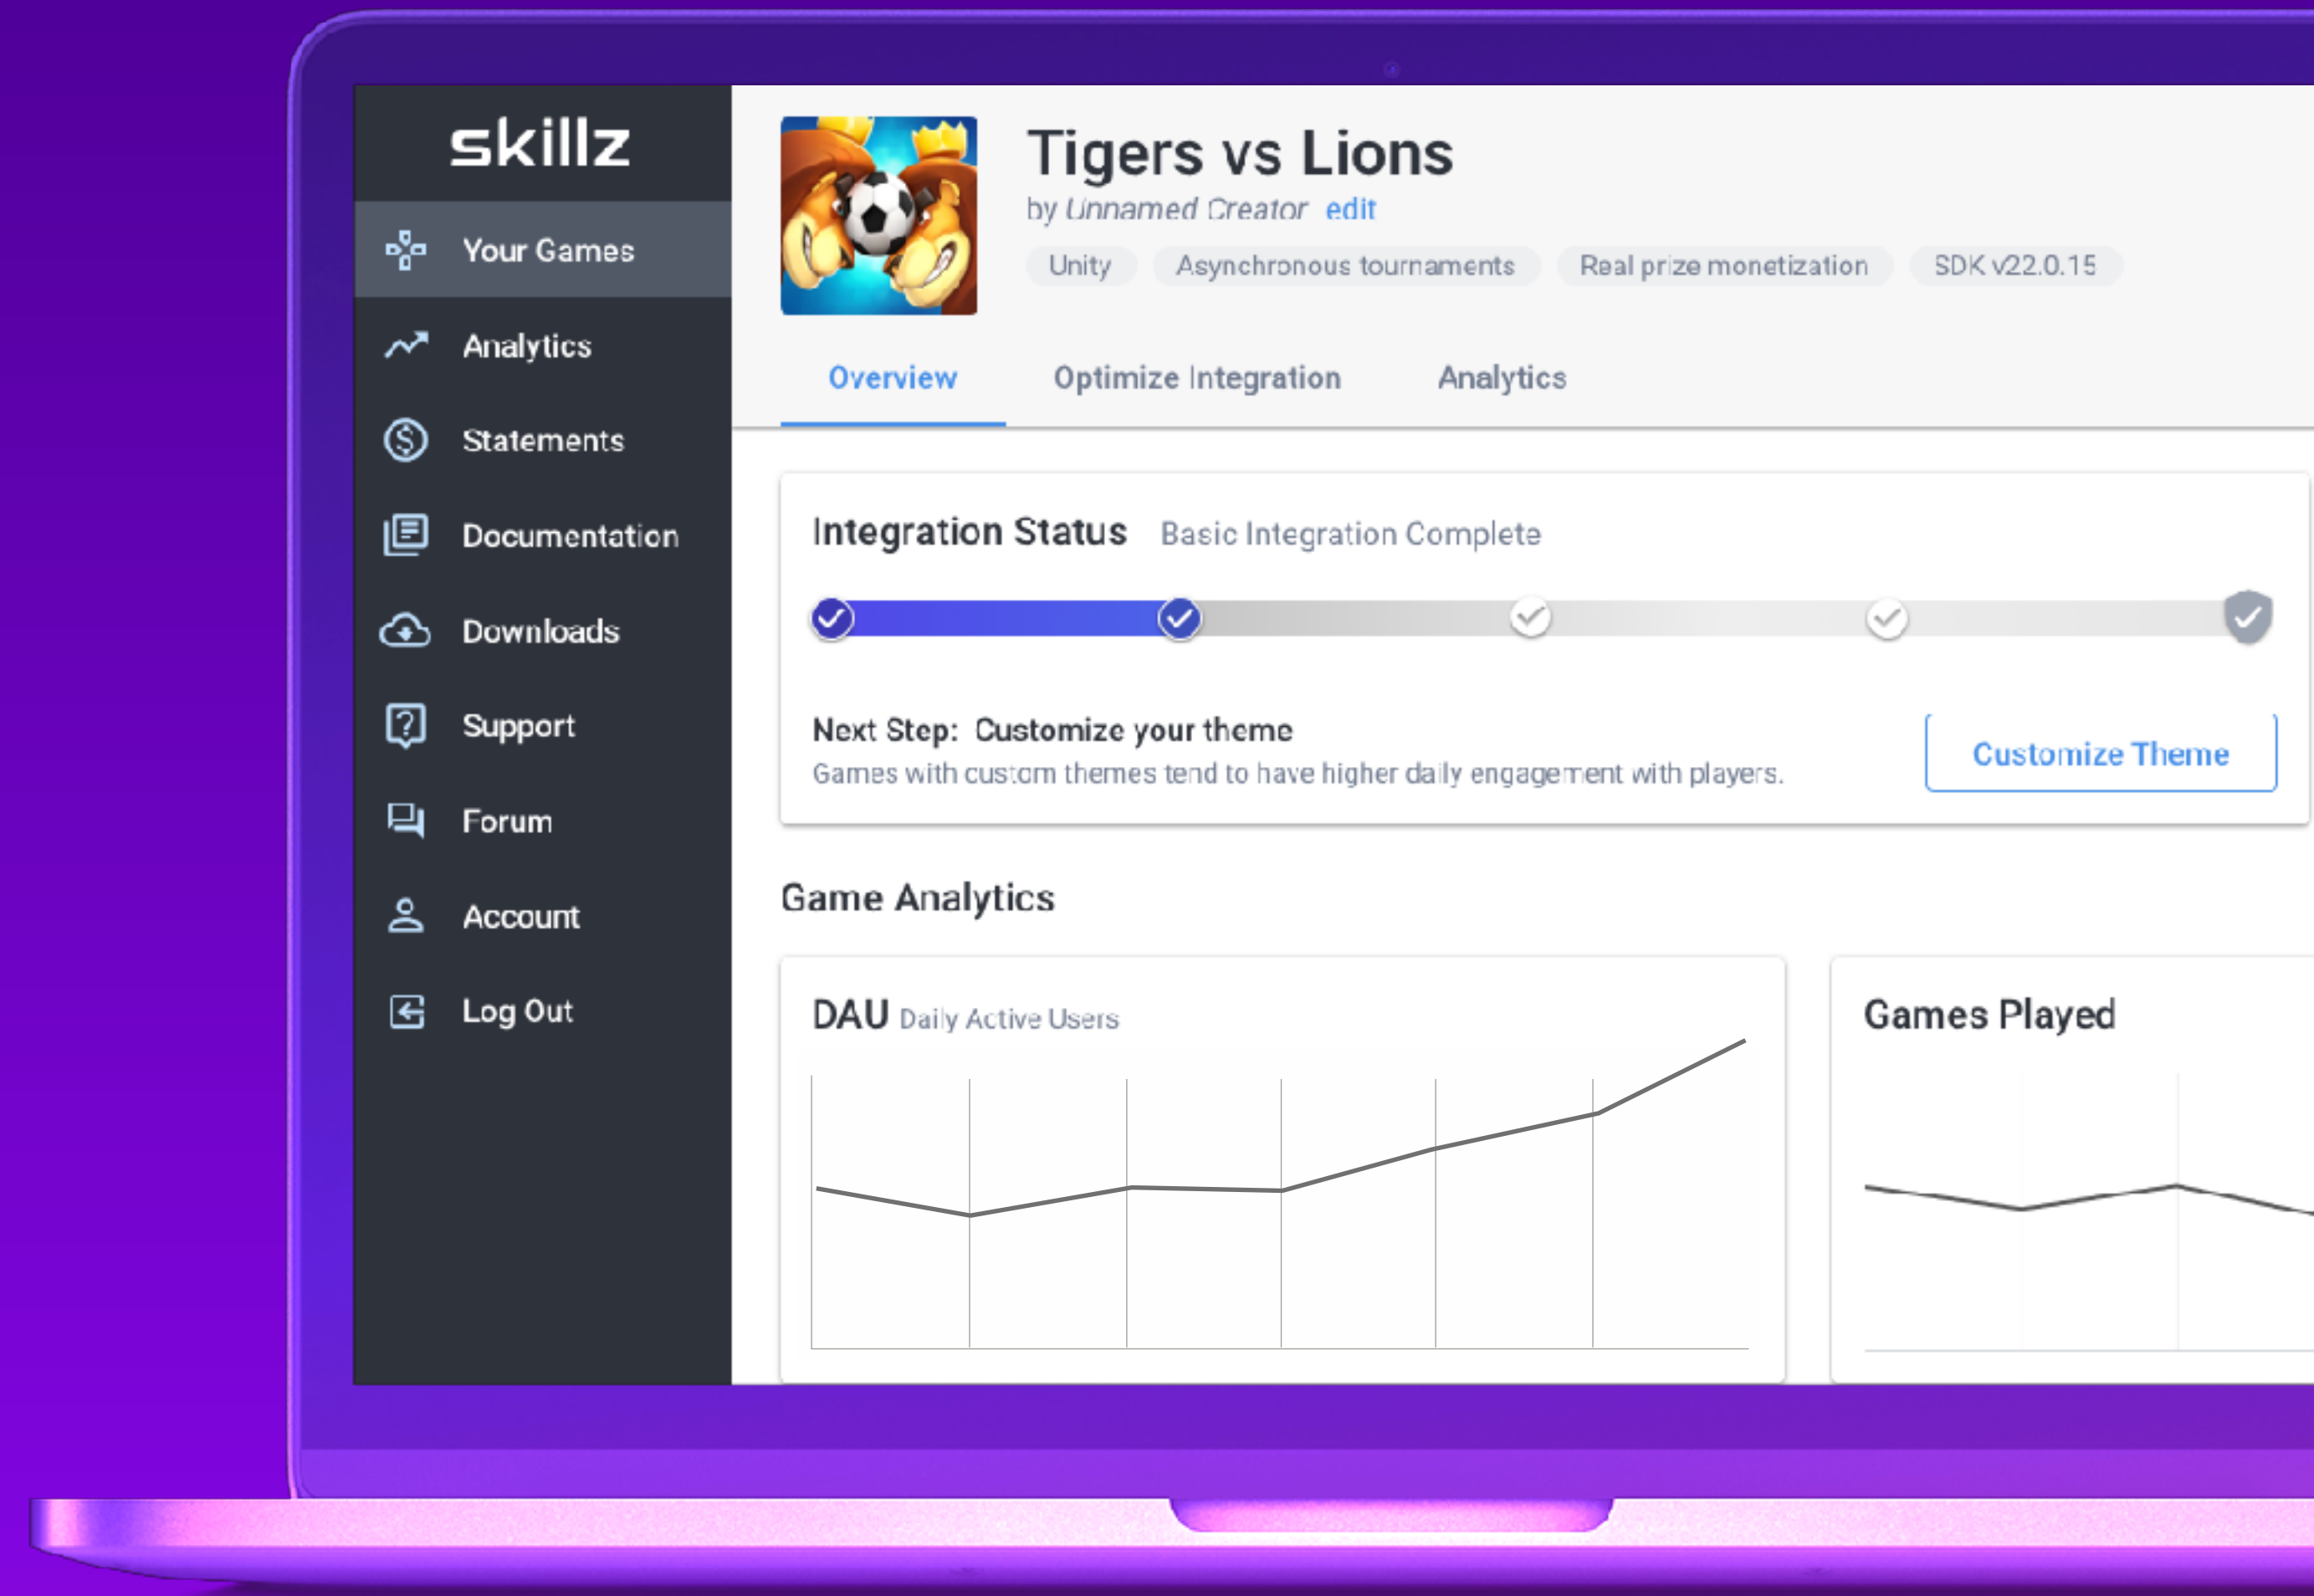 skillz
Your Games
Analytics
Statements
Documentation
Downloads
Support
Forum
Account
Log Out
Tigers vs Lions
by Unnamed Creator edit
Unity
Asynchronous tournaments
Real prize monetization
SDK v22.0.15
Overview
Optimize Integration
Analytics
Integration Status Basic Integration Complete
Next Step: Customize your theme
Games with custom themes tend to have higher daily engagement with players.
Customize Theme
Game Analytics
DAU Daily Active Users
Games Played